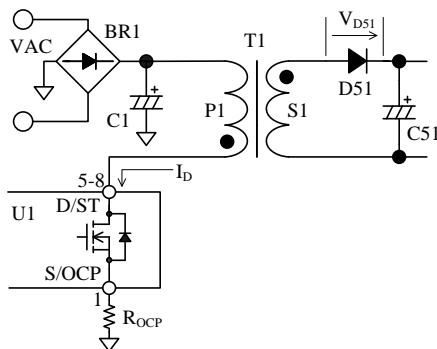 VAC
BR1
C1
T1
P1
S1
V_D51
D51
C51
I_D
5-8
U1
D/ST
S/OCP
1
R_OCP